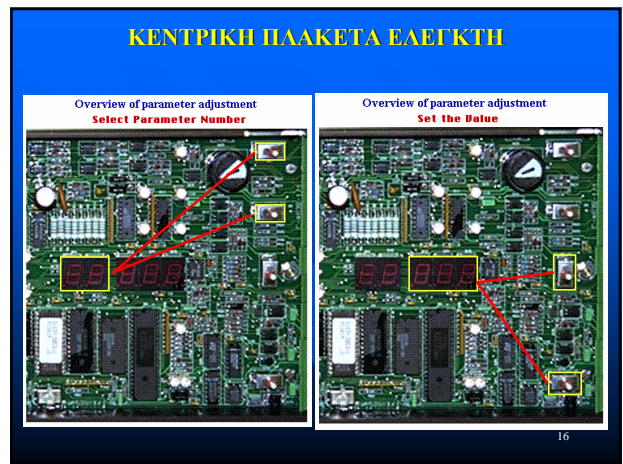 ΚΕΝΤΡΙΚΗ ΠΛΑΚΕΤΑ ΕΛΕΓΚΤΗ
Overview of parameter adjustment
Select Parameter Number
Overview of parameter adjustment
Set the Value
16